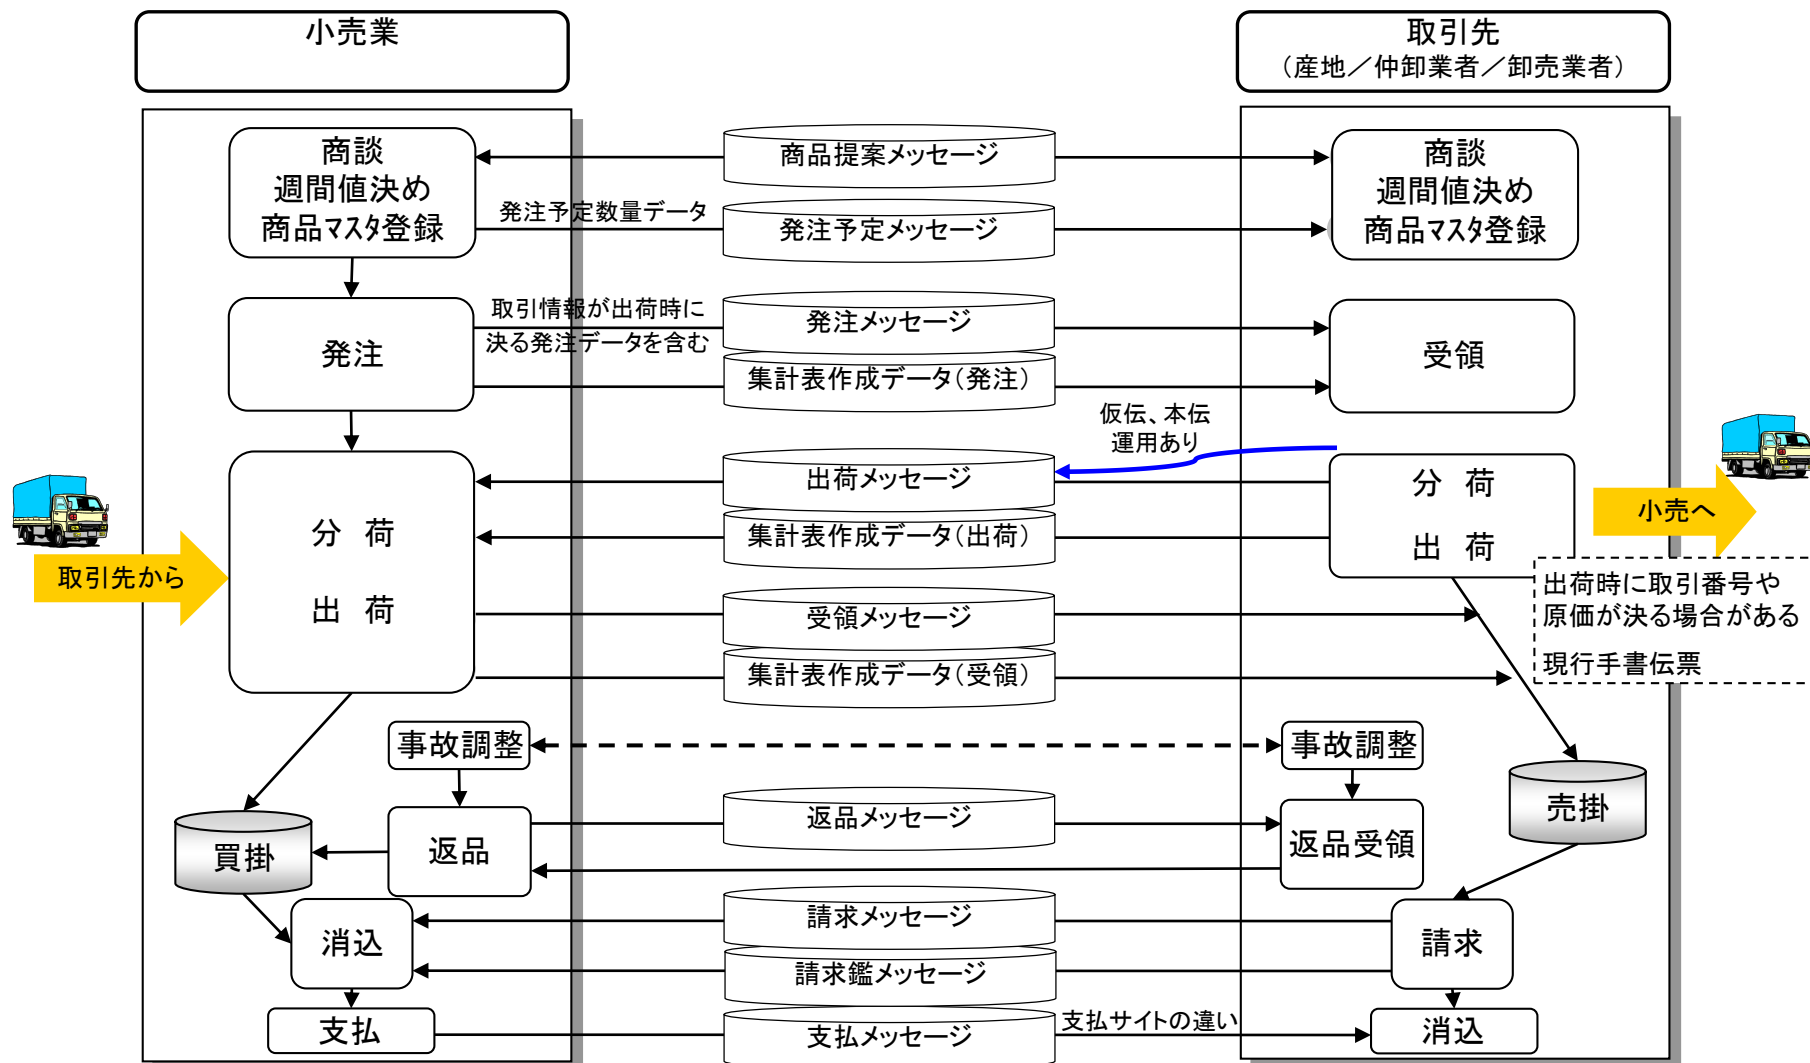 小売業
取引先
（産地／仲卸業者／卸売業者）
商談
週間値決め
商品ﾏｽﾀ登録
商品提案メッセージ
商談
週間値決め
商品ﾏｽﾀ登録
発注予定数量データ
発注予定メッセージ
発注
取引情報が出荷時に
決る発注データを含む
発注メッセージ
集計表作成データ（発注）
受領
仮伝、本伝
運用あり
分　荷
出　荷
出荷メッセージ
集計表作成データ（出荷）
分　荷
出　荷
取引先から
小売へ
受領メッセージ
集計表作成データ（受領）
出荷時に取引番号や
原価が決る場合がある
現行手書伝票
事故調整
事故調整
買掛
返品
返品メッセージ
返品受領
売掛
消込
請求メッセージ
請求鑑メッセージ
請求
支払
支払メッセージ
支払サイトの違い
消込